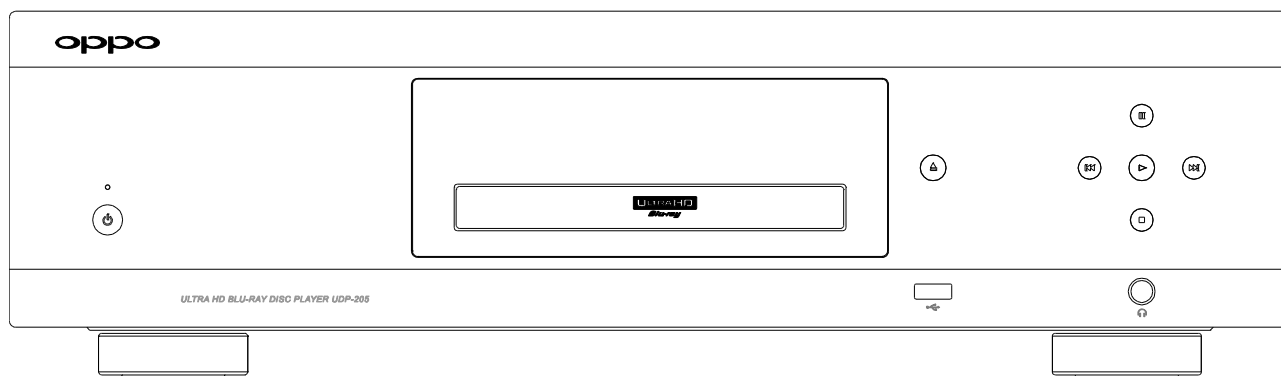 oppo
ULTRA HD
Blu-ray
ULTRA HD BLU-RAY DISC PLAYER UDP-205